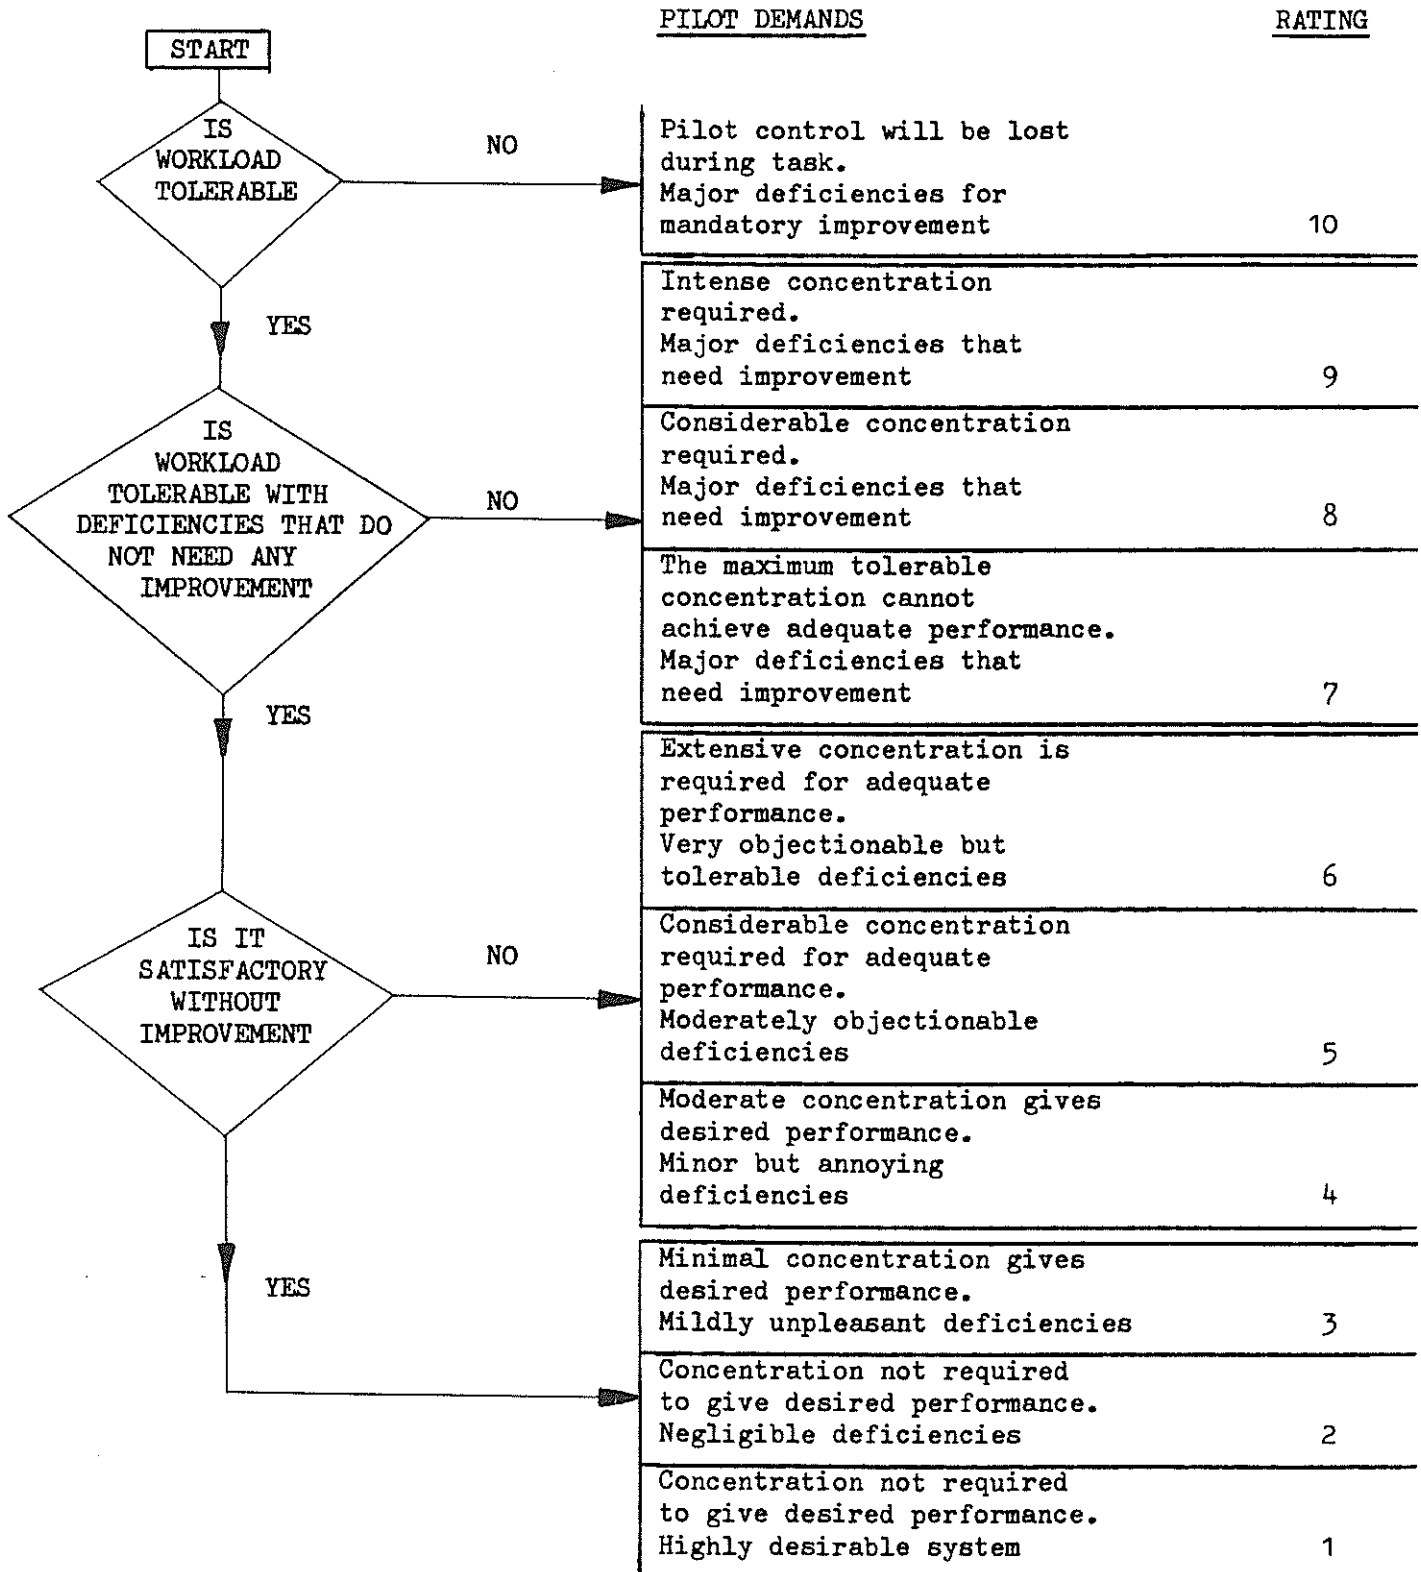 PILOT DEMANDS RATING
START
IS
WORKLOAD
TOLERABLE
NO
Pilot control will be lost
during task.
Major deficiencies for
mandatory improvement 10
YES
Intense concentration
required.
Major deficiencies that
need improvement 9
IS
WORKLOAD
TOLERABLE WITH
DEFICIENCIES THAT DO
NOT NEED ANY
IMPROVEMENT
NO
Considerable concentration
required.
Major deficiencies that
need improvement 8
The maximum tolerable
concentration cannot
achieve adequate performance.
Major deficiencies that
need improvement 7
YES
Extensive concentration is
required for adequate
performance.
Very objectionable but
tolerable deficiencies 6
IS IT
SATISFACTORY
WITHOUT
IMPROVEMENT
NO
Considerable concentration
required for adequate
performance.
Moderately objectionable
deficiencies 5
Moderate concentration gives
desired performance.
Minor but annoying
deficiencies 4
YES
Minimal concentration gives
desired performance.
Mildly unpleasant deficiencies 3
Concentration not required
to give desired performance.
Negligible deficiencies 2
Concentration not required
to give desired performance.
Highly desirable system 1